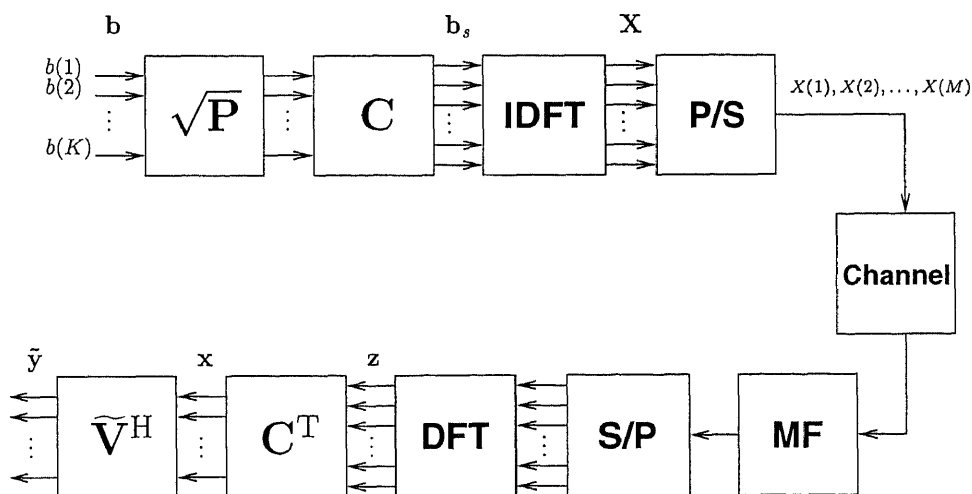 b b_s X
b(1)
b(2)
⋮
b(K)
√P ⋮ C ⋮ IDFT ⋮ P/S
X(1), X(2), ..., X(M)
Channel
ỹ x z
⋮ Ṽ^H ⋮ C^T ⋮ DFT ⋮ S/P MF